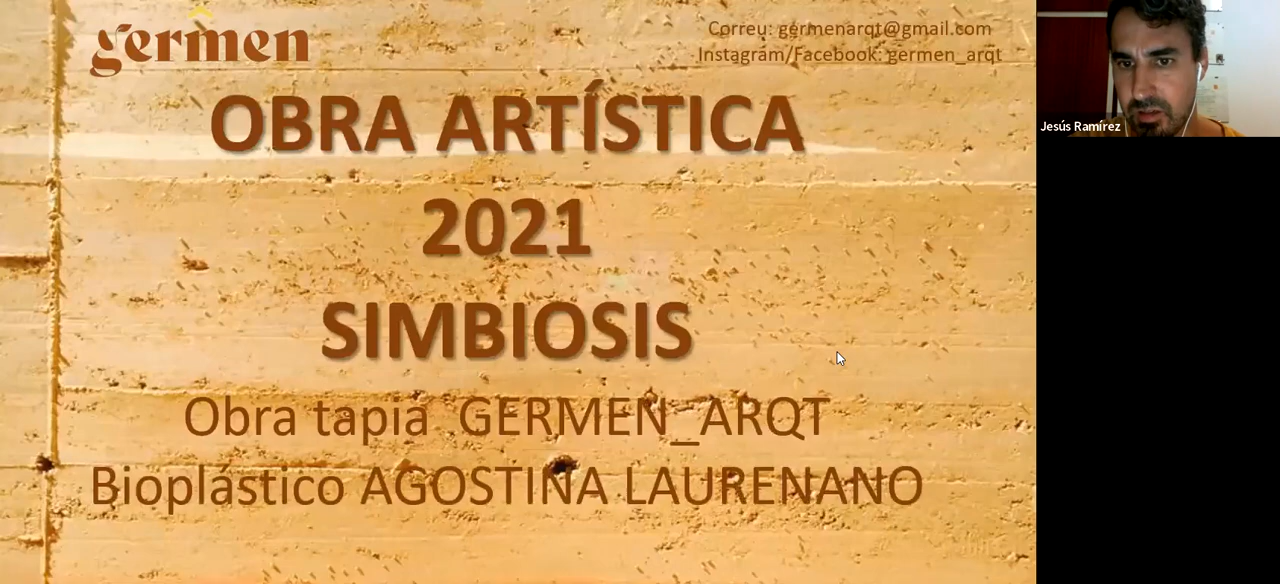 germen
Correu: germenarqt@gmail.com
Instagram/Facebook: germen_arqt
OBRA ARTÍSTICA
2021
SIMBIOSIS
Obra tapia  GERMEN_ARQT
Bioplástico AGOSTINA LAURENANO
Jesús Ramírez